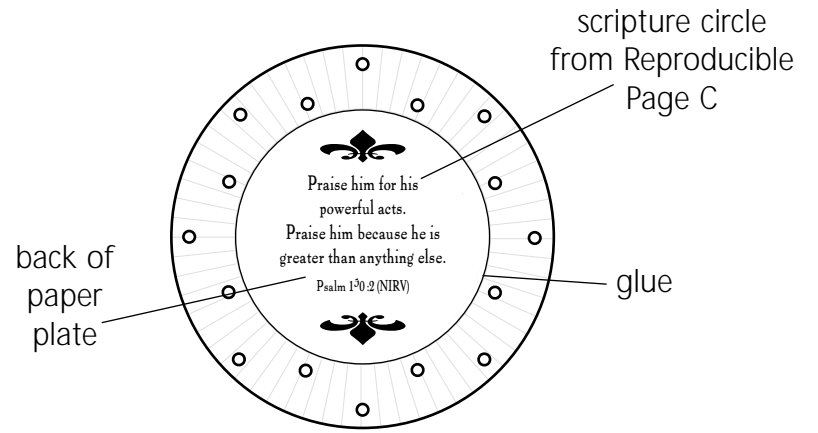 scripture circle
from Reproducible
Page C
Praise him for his
powerful acts.
Praise him because he is
greater than anything else.
Psalm 130:2 (NIRV)
back of
paper
plate
glue